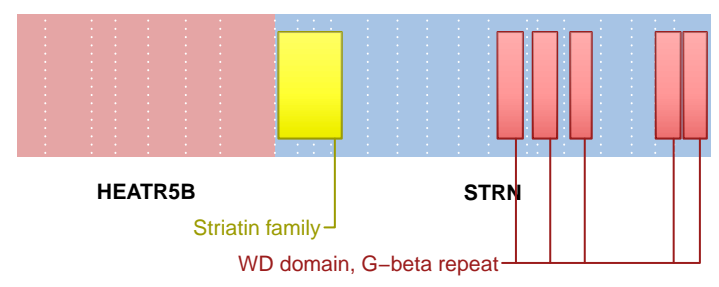 HEATR5B
STRN
Striatin family
WD domain, G−beta repeat